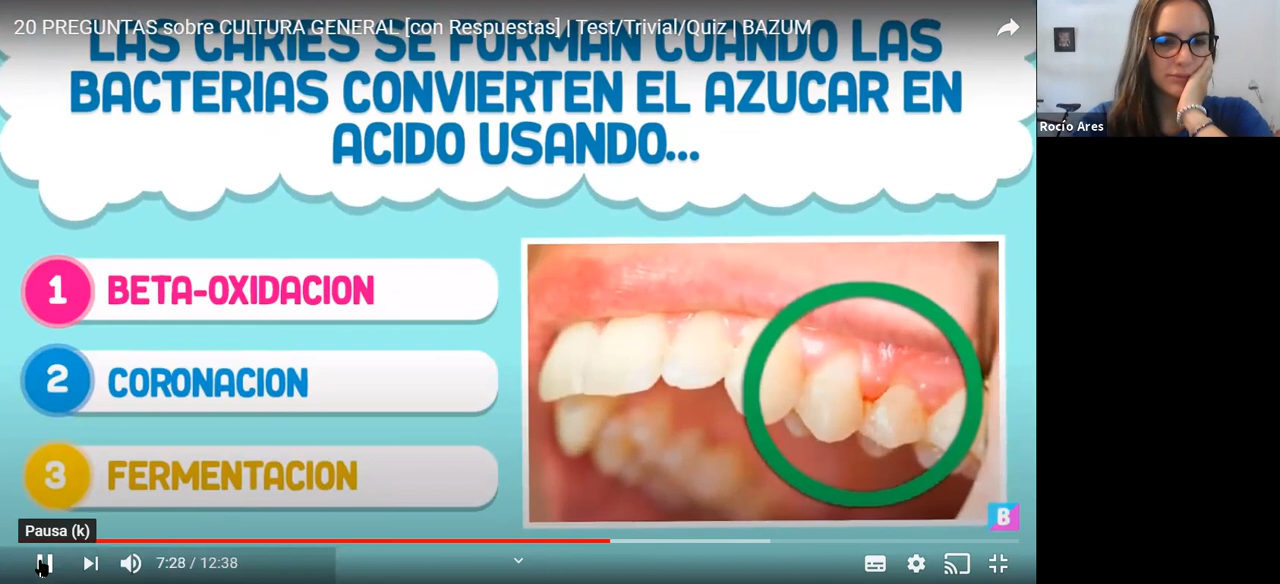 20 PREGUNTAS sobre CULTURA GENERAL [con Respuestas] | Test/Trivial/Quiz | BAZUM
LAS CARIES SE FORMAN CUANDO LAS
BACTERIAS CONVIERTEN EL AZUCAR EN
ACIDO USANDO...
Rocío Ares
1 BETA-OXIDACION
2 CORONACION
3 FERMENTACION
B
Pausa (k)
7:28 / 12:38